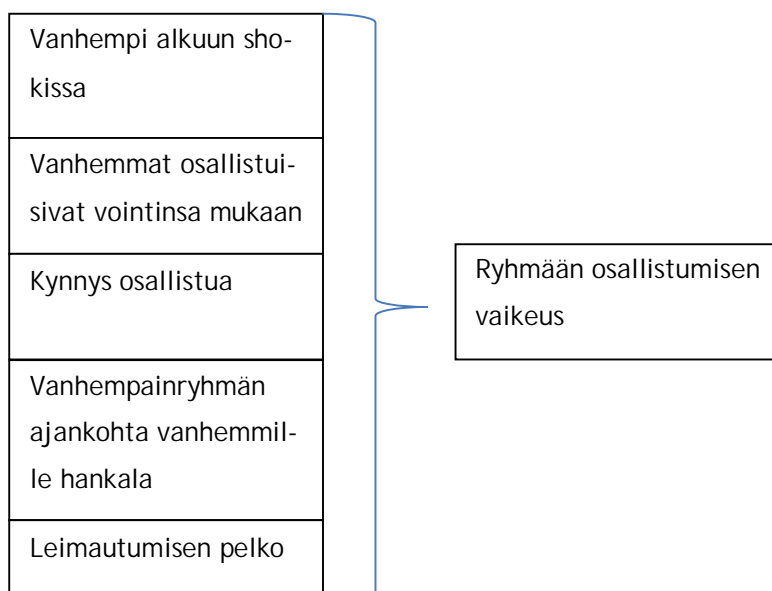 Vanhempi alkuun sho-
kissa
Vanhemmat osallistui-
sivat vointinsa mukaan
Kynnys osallistua
Vanhempainryhmän
ajankohta vanhemmil-
le hankala
Leimautumisen pelko
Ryhmään osallistumisen
vaikeus